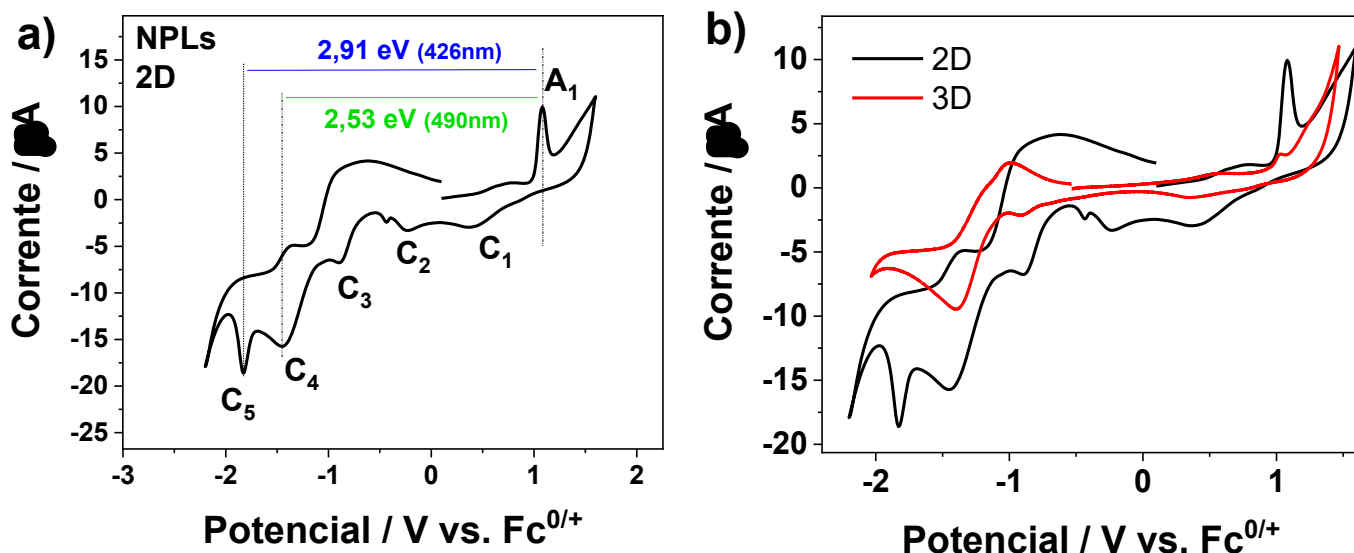 a)
NPLs
2D
2,91 eV (426nm)
2,53 eV (490nm)
A₁
C₁
C₂
C₃
C₄
C₅
15
10
5
0
-5
-10
-15
-20
-25
Corrente /
-3 -2 -1 0 1 2
Potencial / V vs. Fc⁰/⁺
b)
2D
3D
10
5
0
-5
-10
-15
-20
Corrente /
-2 -1 0 1
Potencial / V vs. Fc⁰/⁺